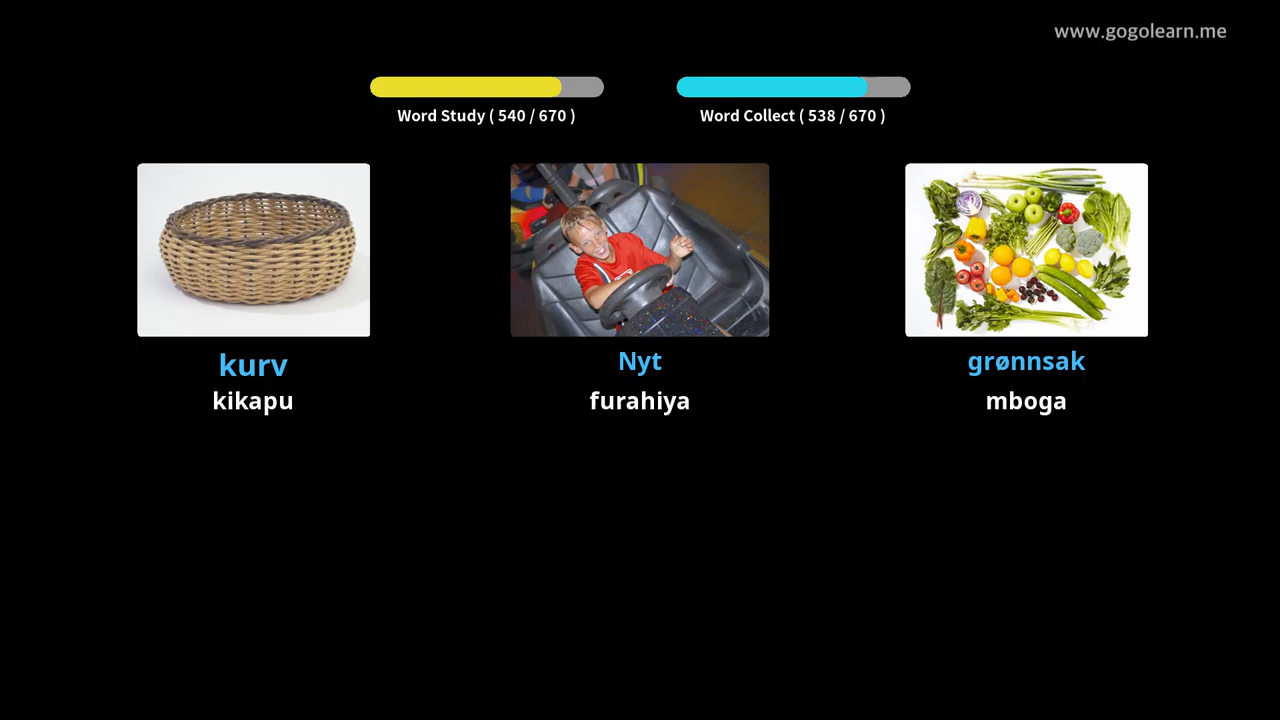 www.gogolearn.me
Word Study ( 540 / 670 )
Word Collect ( 538 / 670 )
kurv
kikapu
Nyt
furahiya
grønnsak
mboga